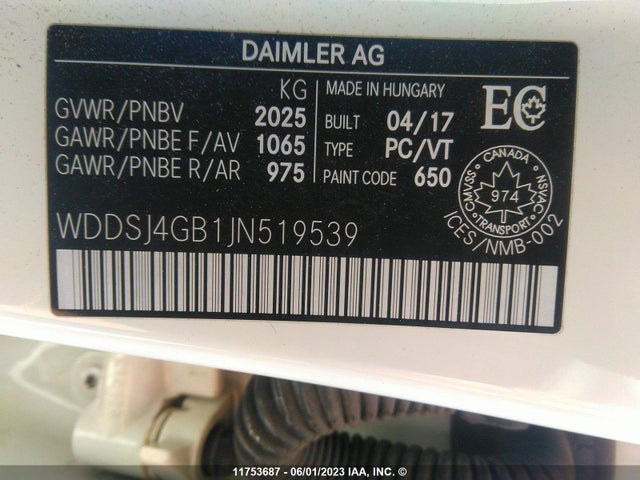 DAIMLER AG
KG
GVWR/PNBV 2025
GAWR/PNBE F/AV 1065
GAWR/PNBE R/AR 975
MADE IN HUNGARY
BUILT 04/17
TYPE PC/VT
PAINT CODE 650
EC
CANADA
CMVSS NSVAC
974
TRANSPORT
ICES/NMB-002
WDDSJ4GB1JN519539
11753687 - 06/01/2023 IAA, INC. ©